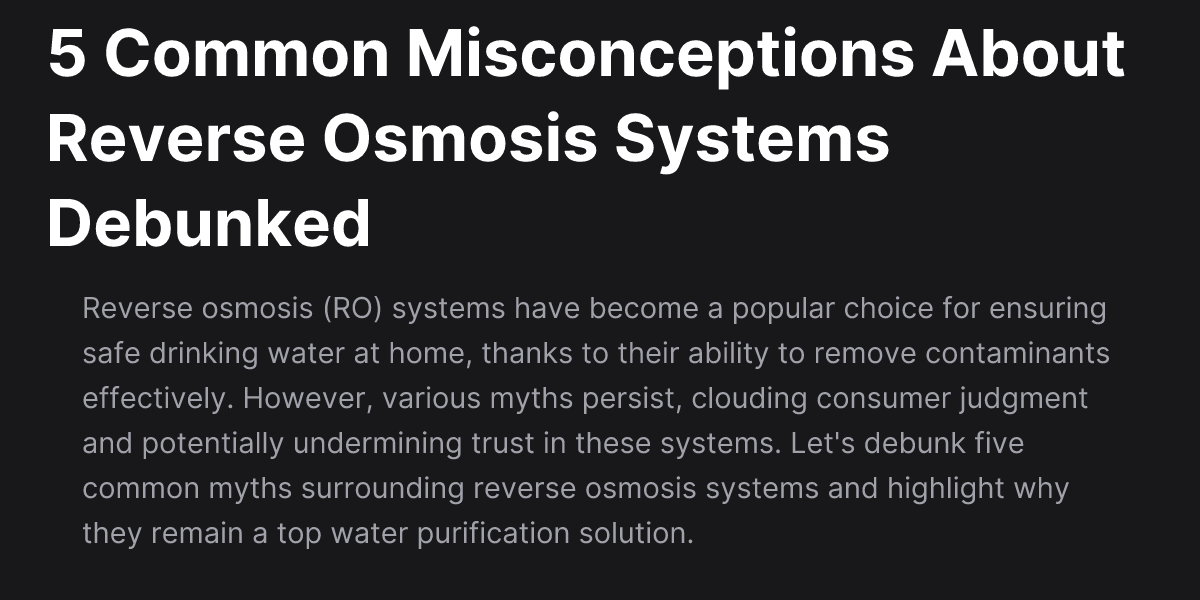 5 Common Misconceptions About
Reverse Osmosis Systems
Debunked
Reverse osmosis (RO) systems have become a popular choice for ensuring
safe drinking water at home, thanks to their ability to remove contaminants
effectively. However, various myths persist, clouding consumer judgment
and potentially undermining trust in these systems. Let's debunk five
common myths surrounding reverse osmosis systems and highlight why
they remain a top water purification solution.